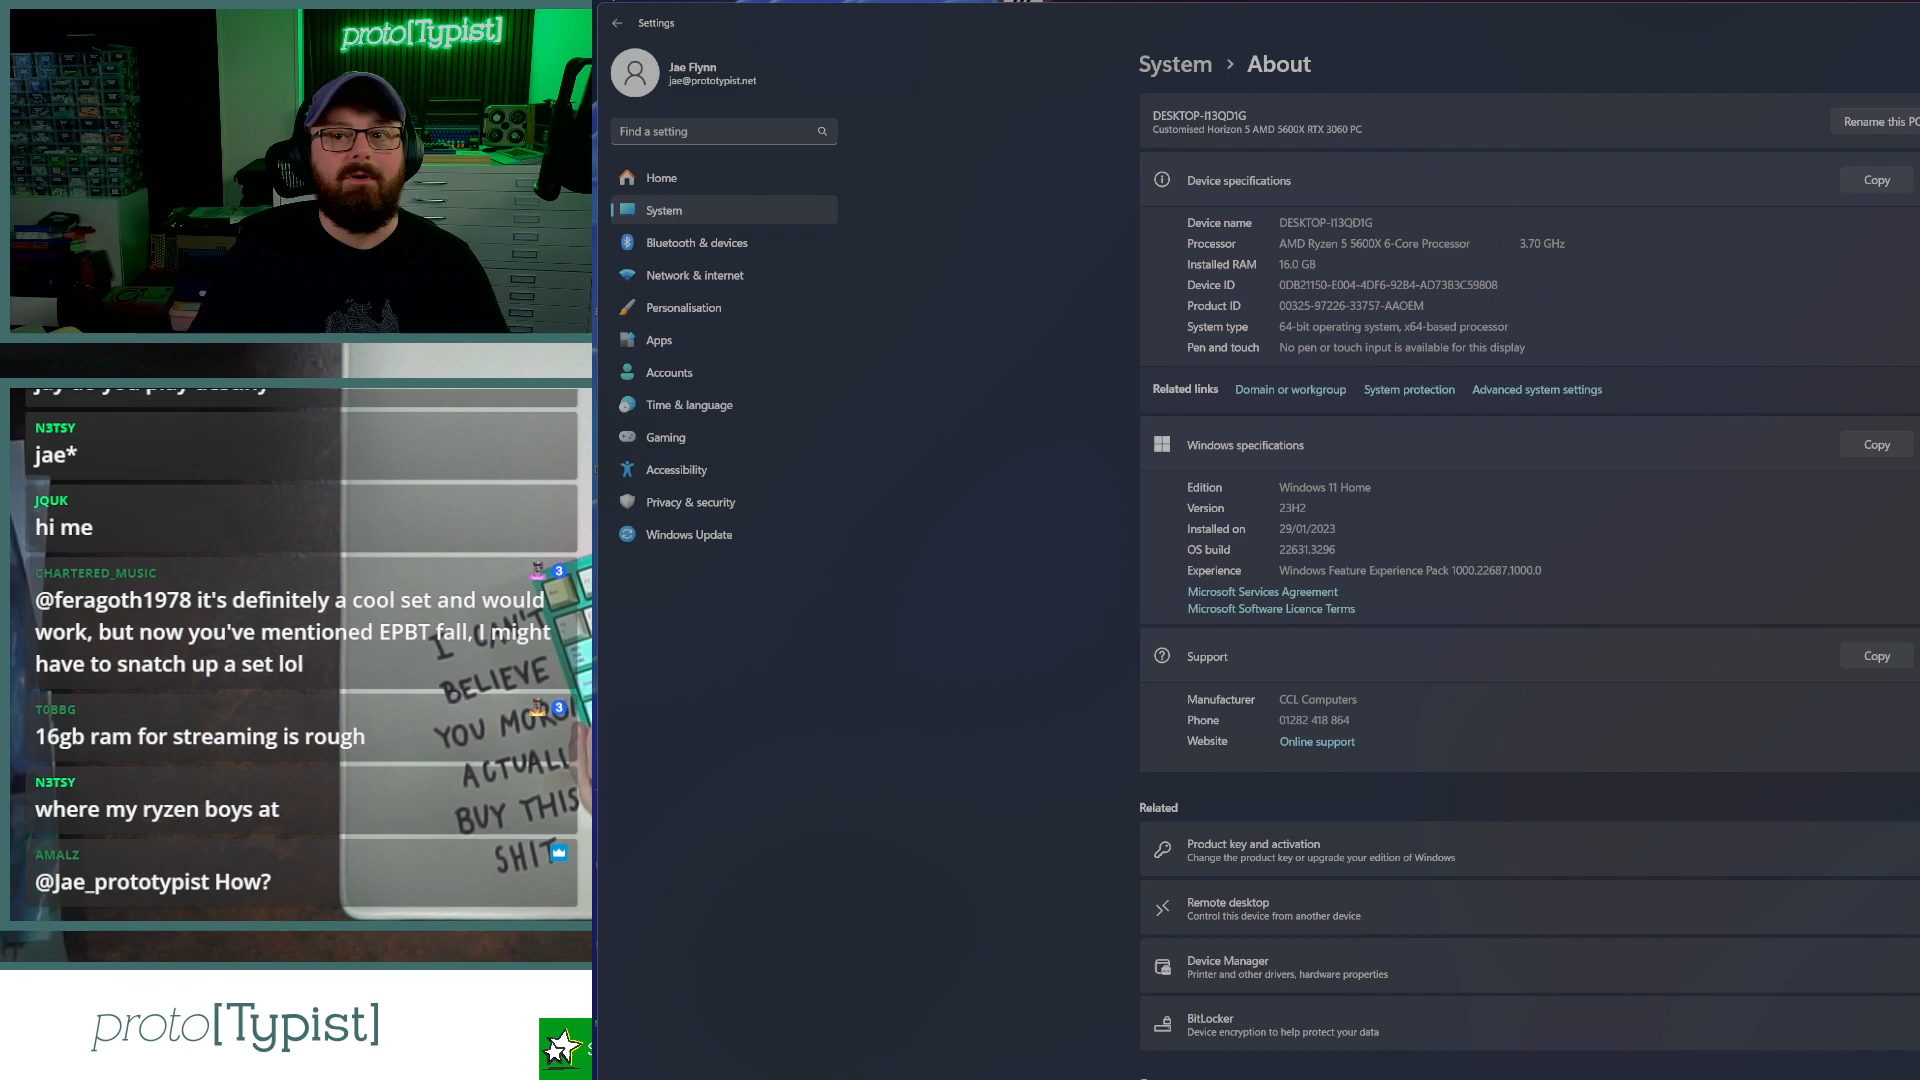 proto[Typist]
jay do you play destiny
N3TSY
jae*
JQUK
hi me
CHARTERED_MUSIC
3
@feragoth1978 it's definitely a cool set and would
work, but now you've mentioned EPBT fall, I might
have to snatch up a set lol
T0BBG
3
16gb ram for streaming is rough
N3TSY
where my ryzen boys at
AMALZ
@Jae_prototypist How?
I CAN'T
BELIEVE
YOU
ACTUALL
BUY THIS
SHIT
proto[Typist]
Settings
Jae Flynn
jae@prototypist.net
Find a setting
Home
System
Bluetooth & devices
Network & internet
Personalisation
Apps
Accounts
Time & language
Gaming
Accessibility
Privacy & security
Windows Update
System > About
DESKTOP-I13QD1G
Customised Horizon 5 AMD 5600X RTX 3060 PC
Rename this PC
Device specifications
Copy
Device name DESKTOP-I13QD1G
Processor AMD Ryzen 5 5600X 6-Core Processor 3.70 GHz
Installed RAM 16.0 GB
Device ID 0DB21150-E004-4DF6-92B4-AD73B3C59808
Product ID 00325-97226-33757-AAOEM
System type 64-bit operating system, x64-based processor
Pen and touch No pen or touch input is available for this display
Related links Domain or workgroup System protection Advanced system settings
Windows specifications
Copy
Edition Windows 11 Home
Version 23H2
Installed on 29/01/2023
OS build 22631.3296
Experience Windows Feature Experience Pack 1000.22687.1000.0
Microsoft Services Agreement
Microsoft Software Licence Terms
Support
Copy
Manufacturer CCL Computers
Phone 01282 418 864
Website Online support
Related
Product key and activation
Change the product key or upgrade your edition of Windows
Remote desktop
Control this device from another device
Device Manager
Printer and other drivers, hardware properties
BitLocker
Device encryption to help protect your data